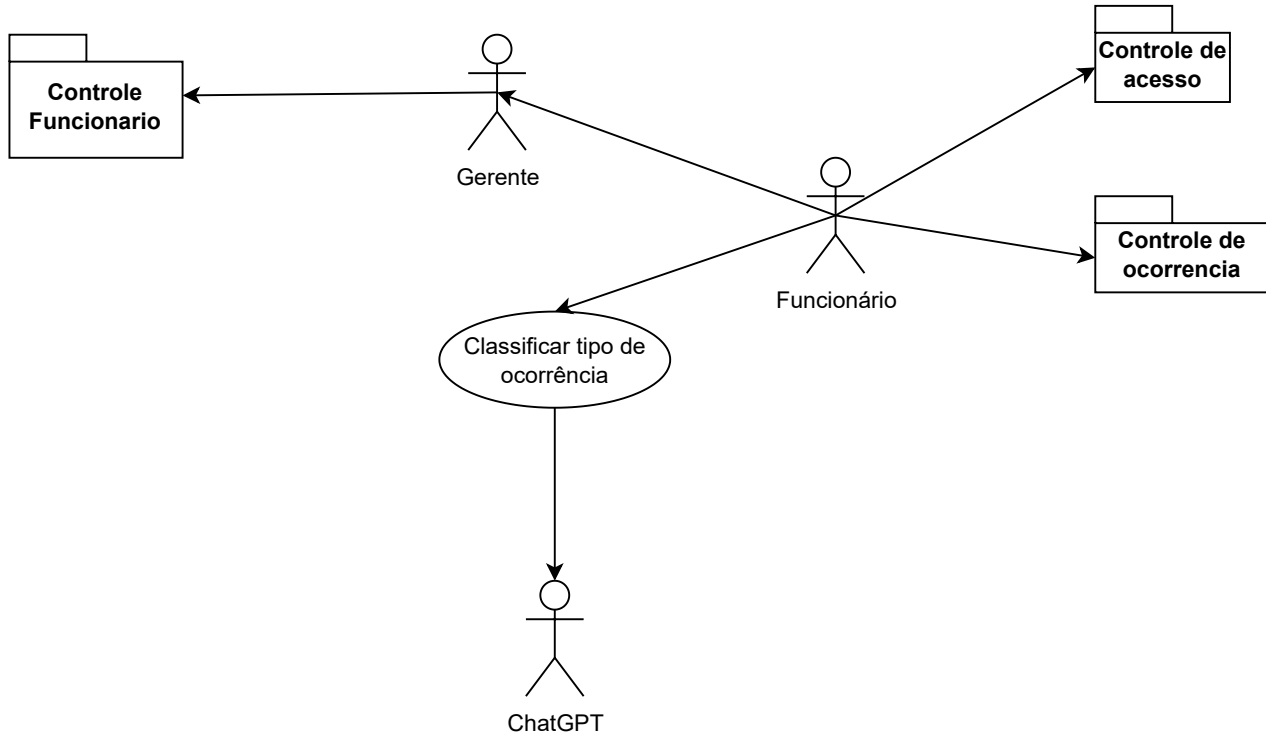 Controle
Funcionario
Gerente
Controle de
acesso
Controle de
ocorrencia
Funcionário
Classificar tipo de
ocorrência
ChatGPT